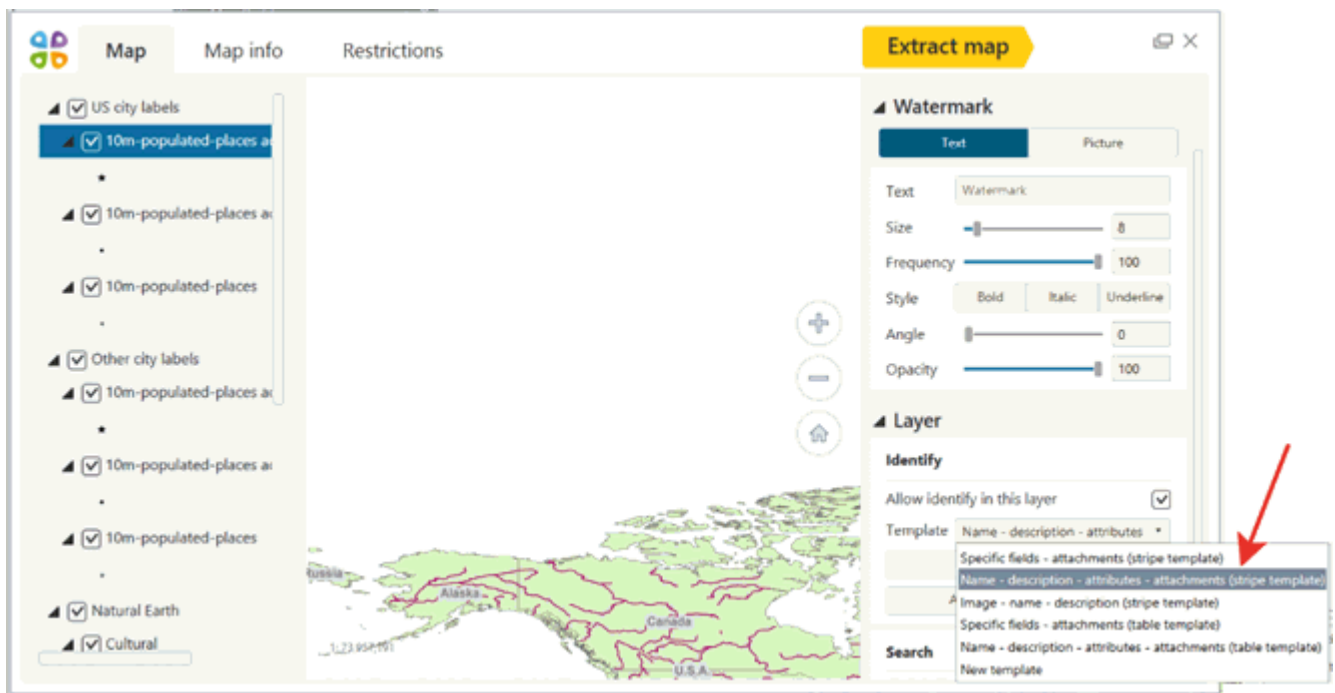 Map
Map info
Restrictions
Extract map
US city labels
10m-populated-places
10m-populated-places
10m-populated-places
Other city labels
10m-populated-places
10m-populated-places
10m-populated-places
Natural Earth
Cultural
Russia
Alaska
Canada
U.S.A.
Watermark
Text
Picture
Text
Watermark
Size
8
Frequency
100
Style
Bold
Italic
Underline
Angle
0
Opacity
100
Layer
Identify
Allow identify in this layer
Template
Name - description - attributes
Specific fields - attachments (stripe template)
Name - description - attributes - attachments (stripe template)
Image - name - description (stripe template)
Specific fields - attachments (table template)
Name - description - attributes - attachments (table template)
New template
Search